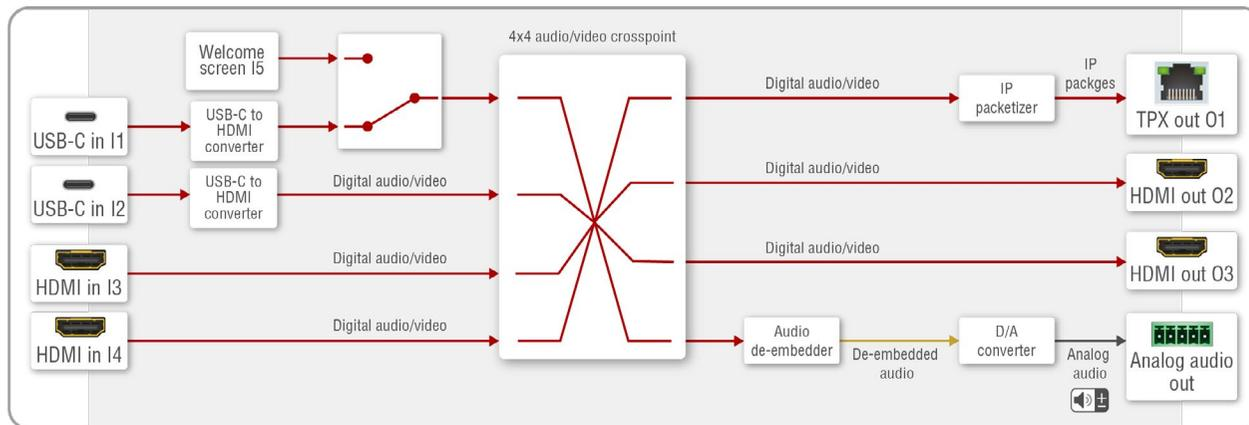 4x4 audio/video crosspoint
Welcome
screen I5
USB-C in I1
USB-C to
HDMI
converter
USB-C in I2
USB-C to
HDMI
converter
Digital audio/video
HDMI in I3
Digital audio/video
HDMI in I4
Digital audio/video
Digital audio/video
IP
packetizer
IP
packges
TPX out O1
Digital audio/video
HDMI out O2
Digital audio/video
HDMI out O3
Audio
de-embedder
De-embedded
audio
D/A
converter
Analog
audio
Analog audio
out